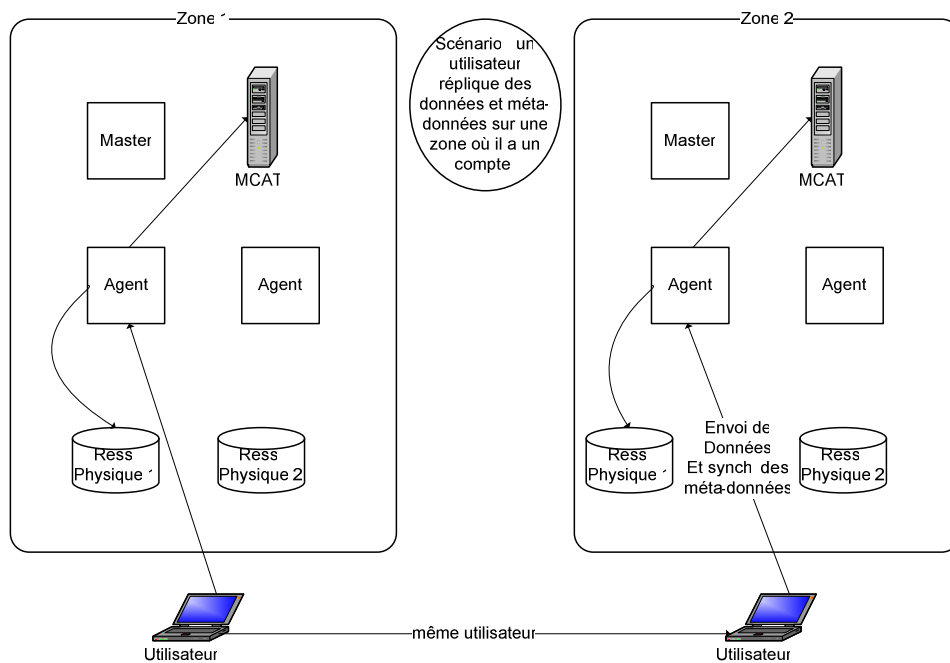 Zone 1
Master
MCAT
Agent
Agent
Ress
Physique 1
Ress
Physique 2
Utilisateur
Scénario un
utilisateur
réplique des
données et méta-
données sur une
zone où il a un
compte
même utilisateur
Zone 2
Master
MCAT
Agent
Agent
Ress
Physique 1
Envoi de
Données
Et synch des
méta-données
Ress
Physique 2
Utilisateur